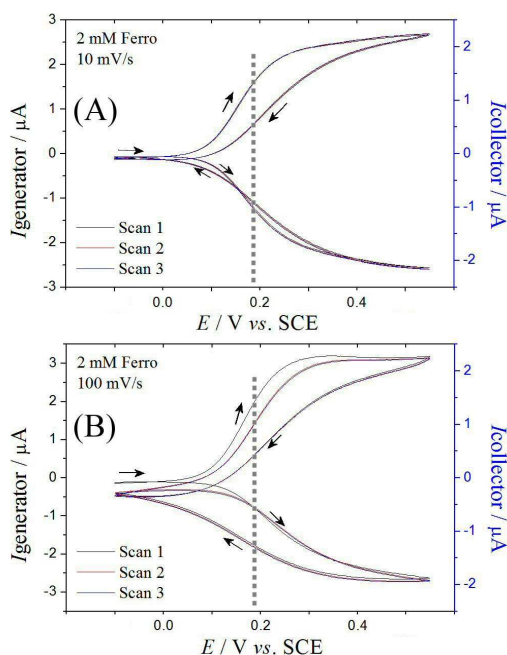 2 mM Ferro
10 mV/s
(A)
Scan 1
Scan 2
Scan 3
Igenerator / µA
3
2
1
0
-1
-2
-3
Icollector / µA
2
1
0
-1
-2
0.0 0.2 0.4
E / V vs. SCE
2 mM Ferro
100 mV/s
(B)
Scan 1
Scan 2
Scan 3
Igenerator / µA
3
2
1
0
-1
-2
-3
Icollector / µA
2
1
0
-1
-2
0.0 0.2 0.4
E / V vs. SCE